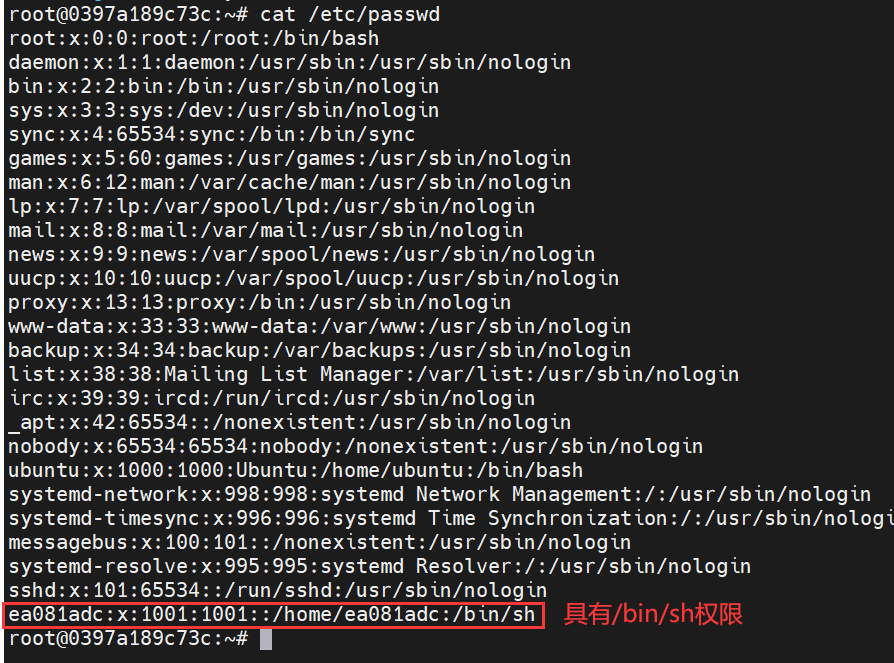 root@0397a189c73c:~# cat /etc/passwd
root:x:0:0:root:/root:/bin/bash
daemon:x:1:1:daemon:/usr/sbin:/usr/sbin/nologin
bin:x:2:2:bin:/bin:/usr/sbin/nologin
sys:x:3:3:sys:/dev:/usr/sbin/nologin
sync:x:4:65534:sync:/bin:/bin/sync
games:x:5:60:games:/usr/games:/usr/sbin/nologin
man:x:6:12:man:/var/cache/man:/usr/sbin/nologin
lp:x:7:7:lp:/var/spool/lpd:/usr/sbin/nologin
mail:x:8:8:mail:/var/mail:/usr/sbin/nologin
news:x:9:9:news:/var/spool/news:/usr/sbin/nologin
uucp:x:10:10:uucp:/var/spool/uucp:/usr/sbin/nologin
proxy:x:13:13:proxy:/bin:/usr/sbin/nologin
www-data:x:33:33:www-data:/var/www:/usr/sbin/nologin
backup:x:34:34:backup:/var/backups:/usr/sbin/nologin
list:x:38:38:Mailing List Manager:/var/list:/usr/sbin/nologin
irc:x:39:39:ircd:/run/ircd:/usr/sbin/nologin
_apt:x:42:65534::/nonexistent:/usr/sbin/nologin
nobody:x:65534:65534:nobody:/nonexistent:/usr/sbin/nologin
ubuntu:x:1000:1000:Ubuntu:/home/ubuntu:/bin/bash
systemd-network:x:998:998:systemd Network Management:/:/usr/sbin/nologin
systemd-timesync:x:996:996:systemd Time Synchronization:/:/usr/sbin/nologi
messagebus:x:100:101::/nonexistent:/usr/sbin/nologin
systemd-resolve:x:995:995:systemd Resolver:/:/usr/sbin/nologin
sshd:x:101:65534::/run/sshd:/usr/sbin/nologin
ea081adc:x:1001:1001::/home/ea081adc:/bin/sh 具有/bin/sh权限
root@0397a189c73c:~#